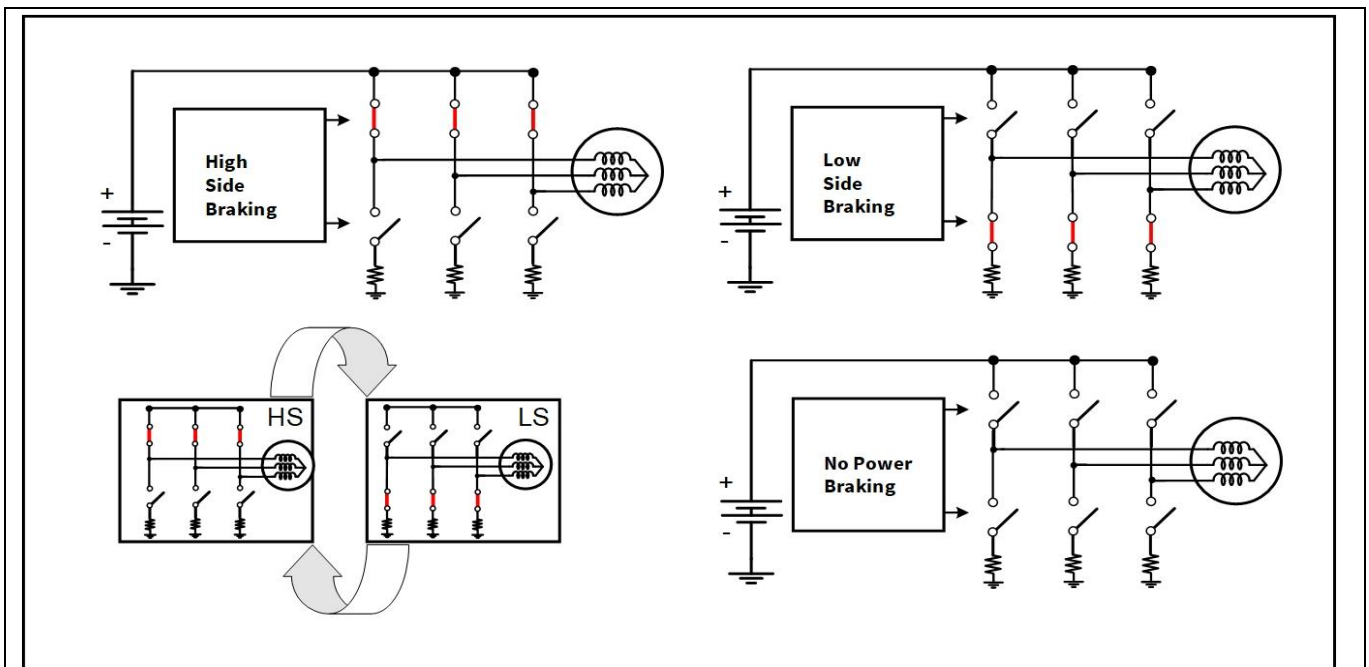 High
Side
Braking
+
-
Low
Side
Braking
+
-
HS
LS
No Power
Braking
+
-